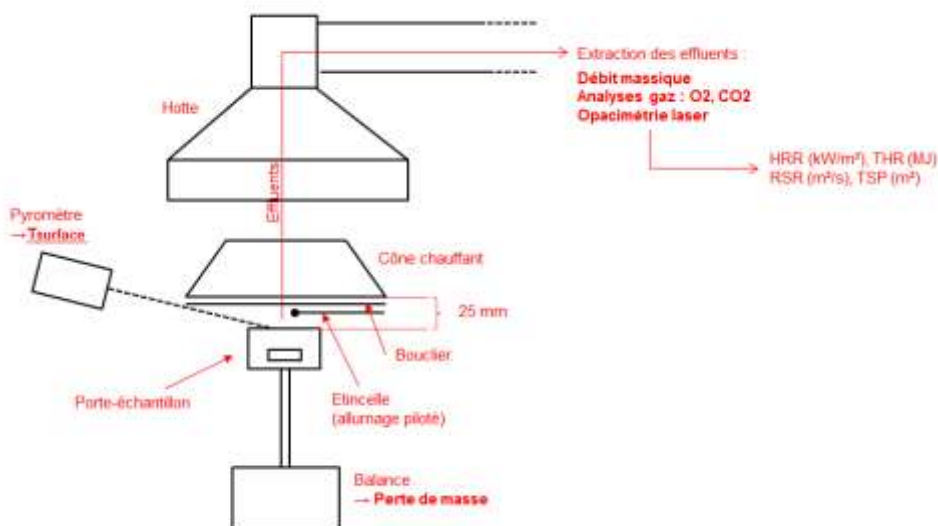 Extraction des effluents :
Débit massique
Analyses gaz : O2, CO2
Opacimétrie laser
Hotte
HRR (kW/m²), THR (MJ)
RSR (m²/s), TSP (m²)
Effluents
Pyromètre
→ Tsurface
Cône chauffant
25 mm
Bouclier
Porte-échantillon
Etincelle
(allumage piloté)
Balance
→ Perte de masse